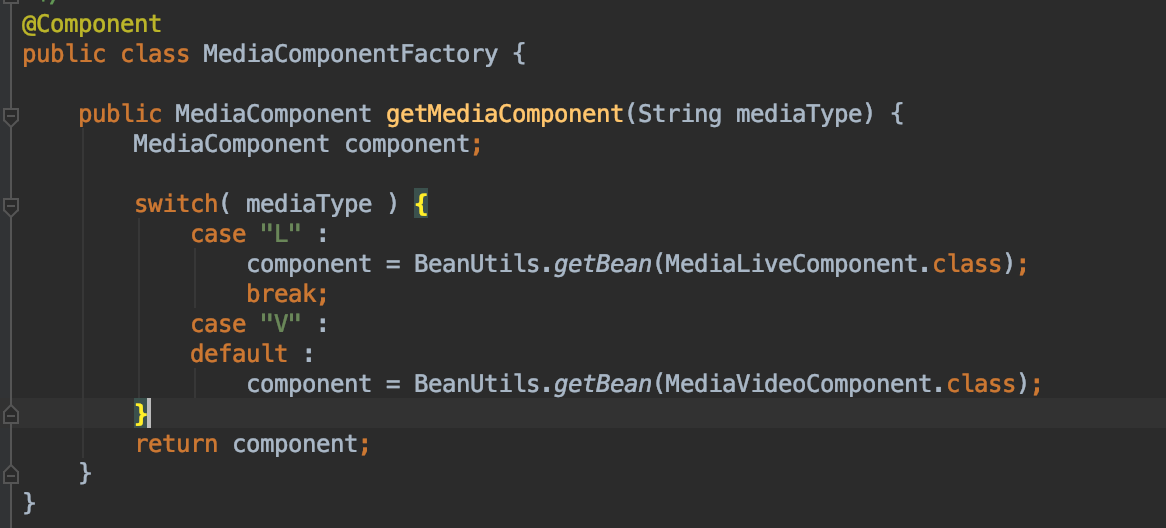 */
@Component
public class MediaComponentFactory {
public MediaComponent getMediaComponent(String mediaType) {
MediaComponent component;
switch( mediaType ) {
case "L" :
component = BeanUtils.getBean(MediaLiveComponent.class);
break;
case "V" :
default :
component = BeanUtils.getBean(MediaVideoComponent.class);
}
return component;
}
}